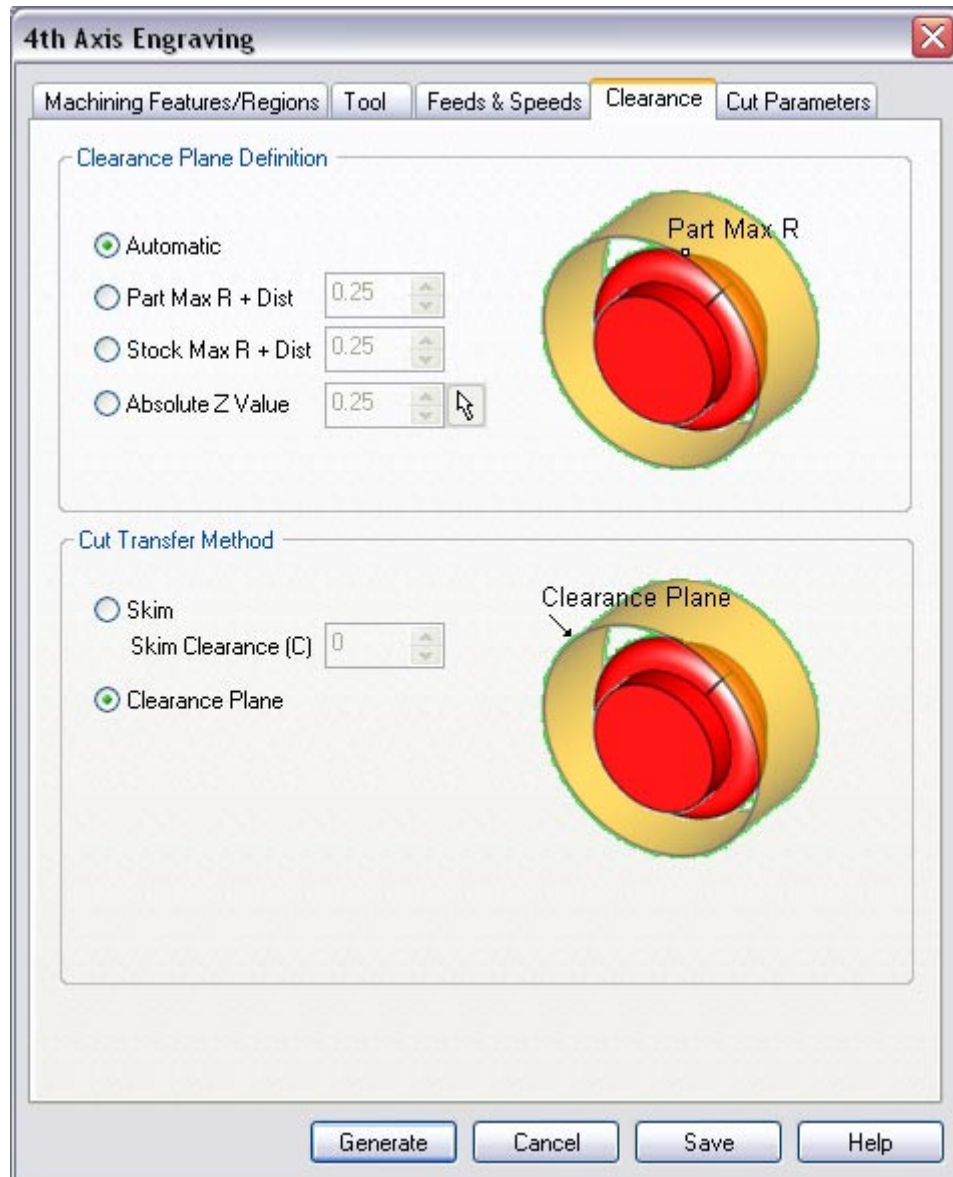 4th Axis Engraving
Machining Features/Regions Tool Feeds & Speeds Clearance Cut Parameters
Clearance Plane Definition
Part Max R
Automatic
Part Max R + Dist 0.25
Stock Max R + Dist 0.25
Absolute Z Value 0.25
Cut Transfer Method
Clearance Plane
Skim
Skim Clearance (C) 0
Clearance Plane
Generate Cancel Save Help